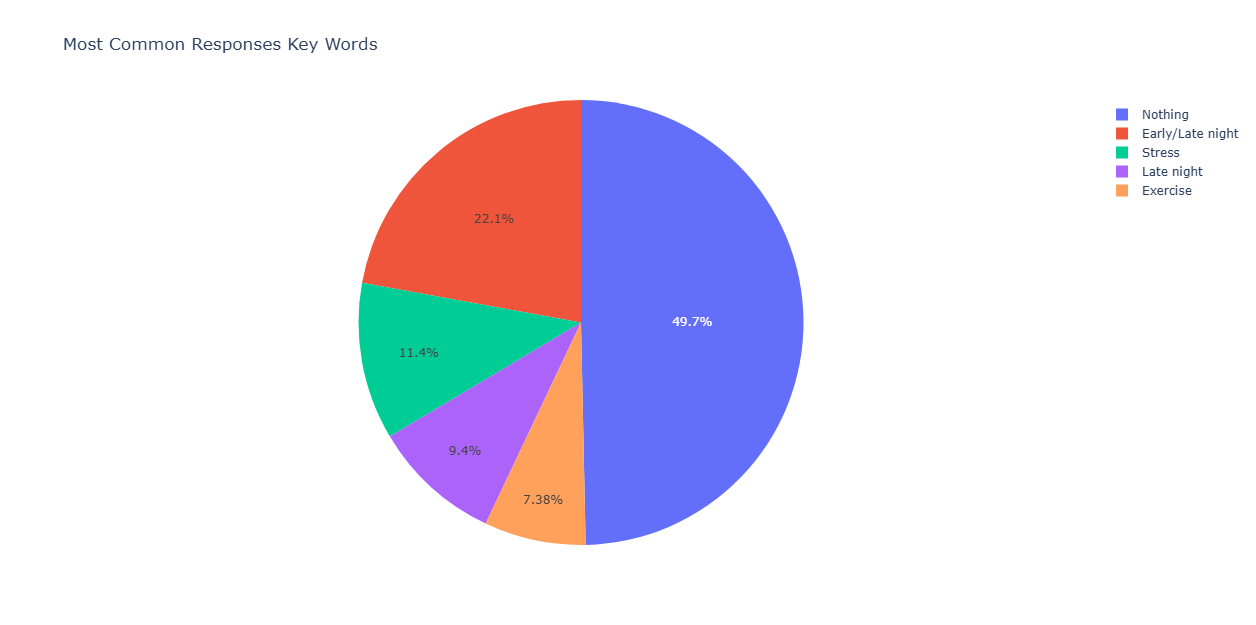 Most Common Responses Key Words
Nothing
Early/Late night
Stress
Late night
Exercise
22.1%
49.7%
11.4%
9.4%
7.38%